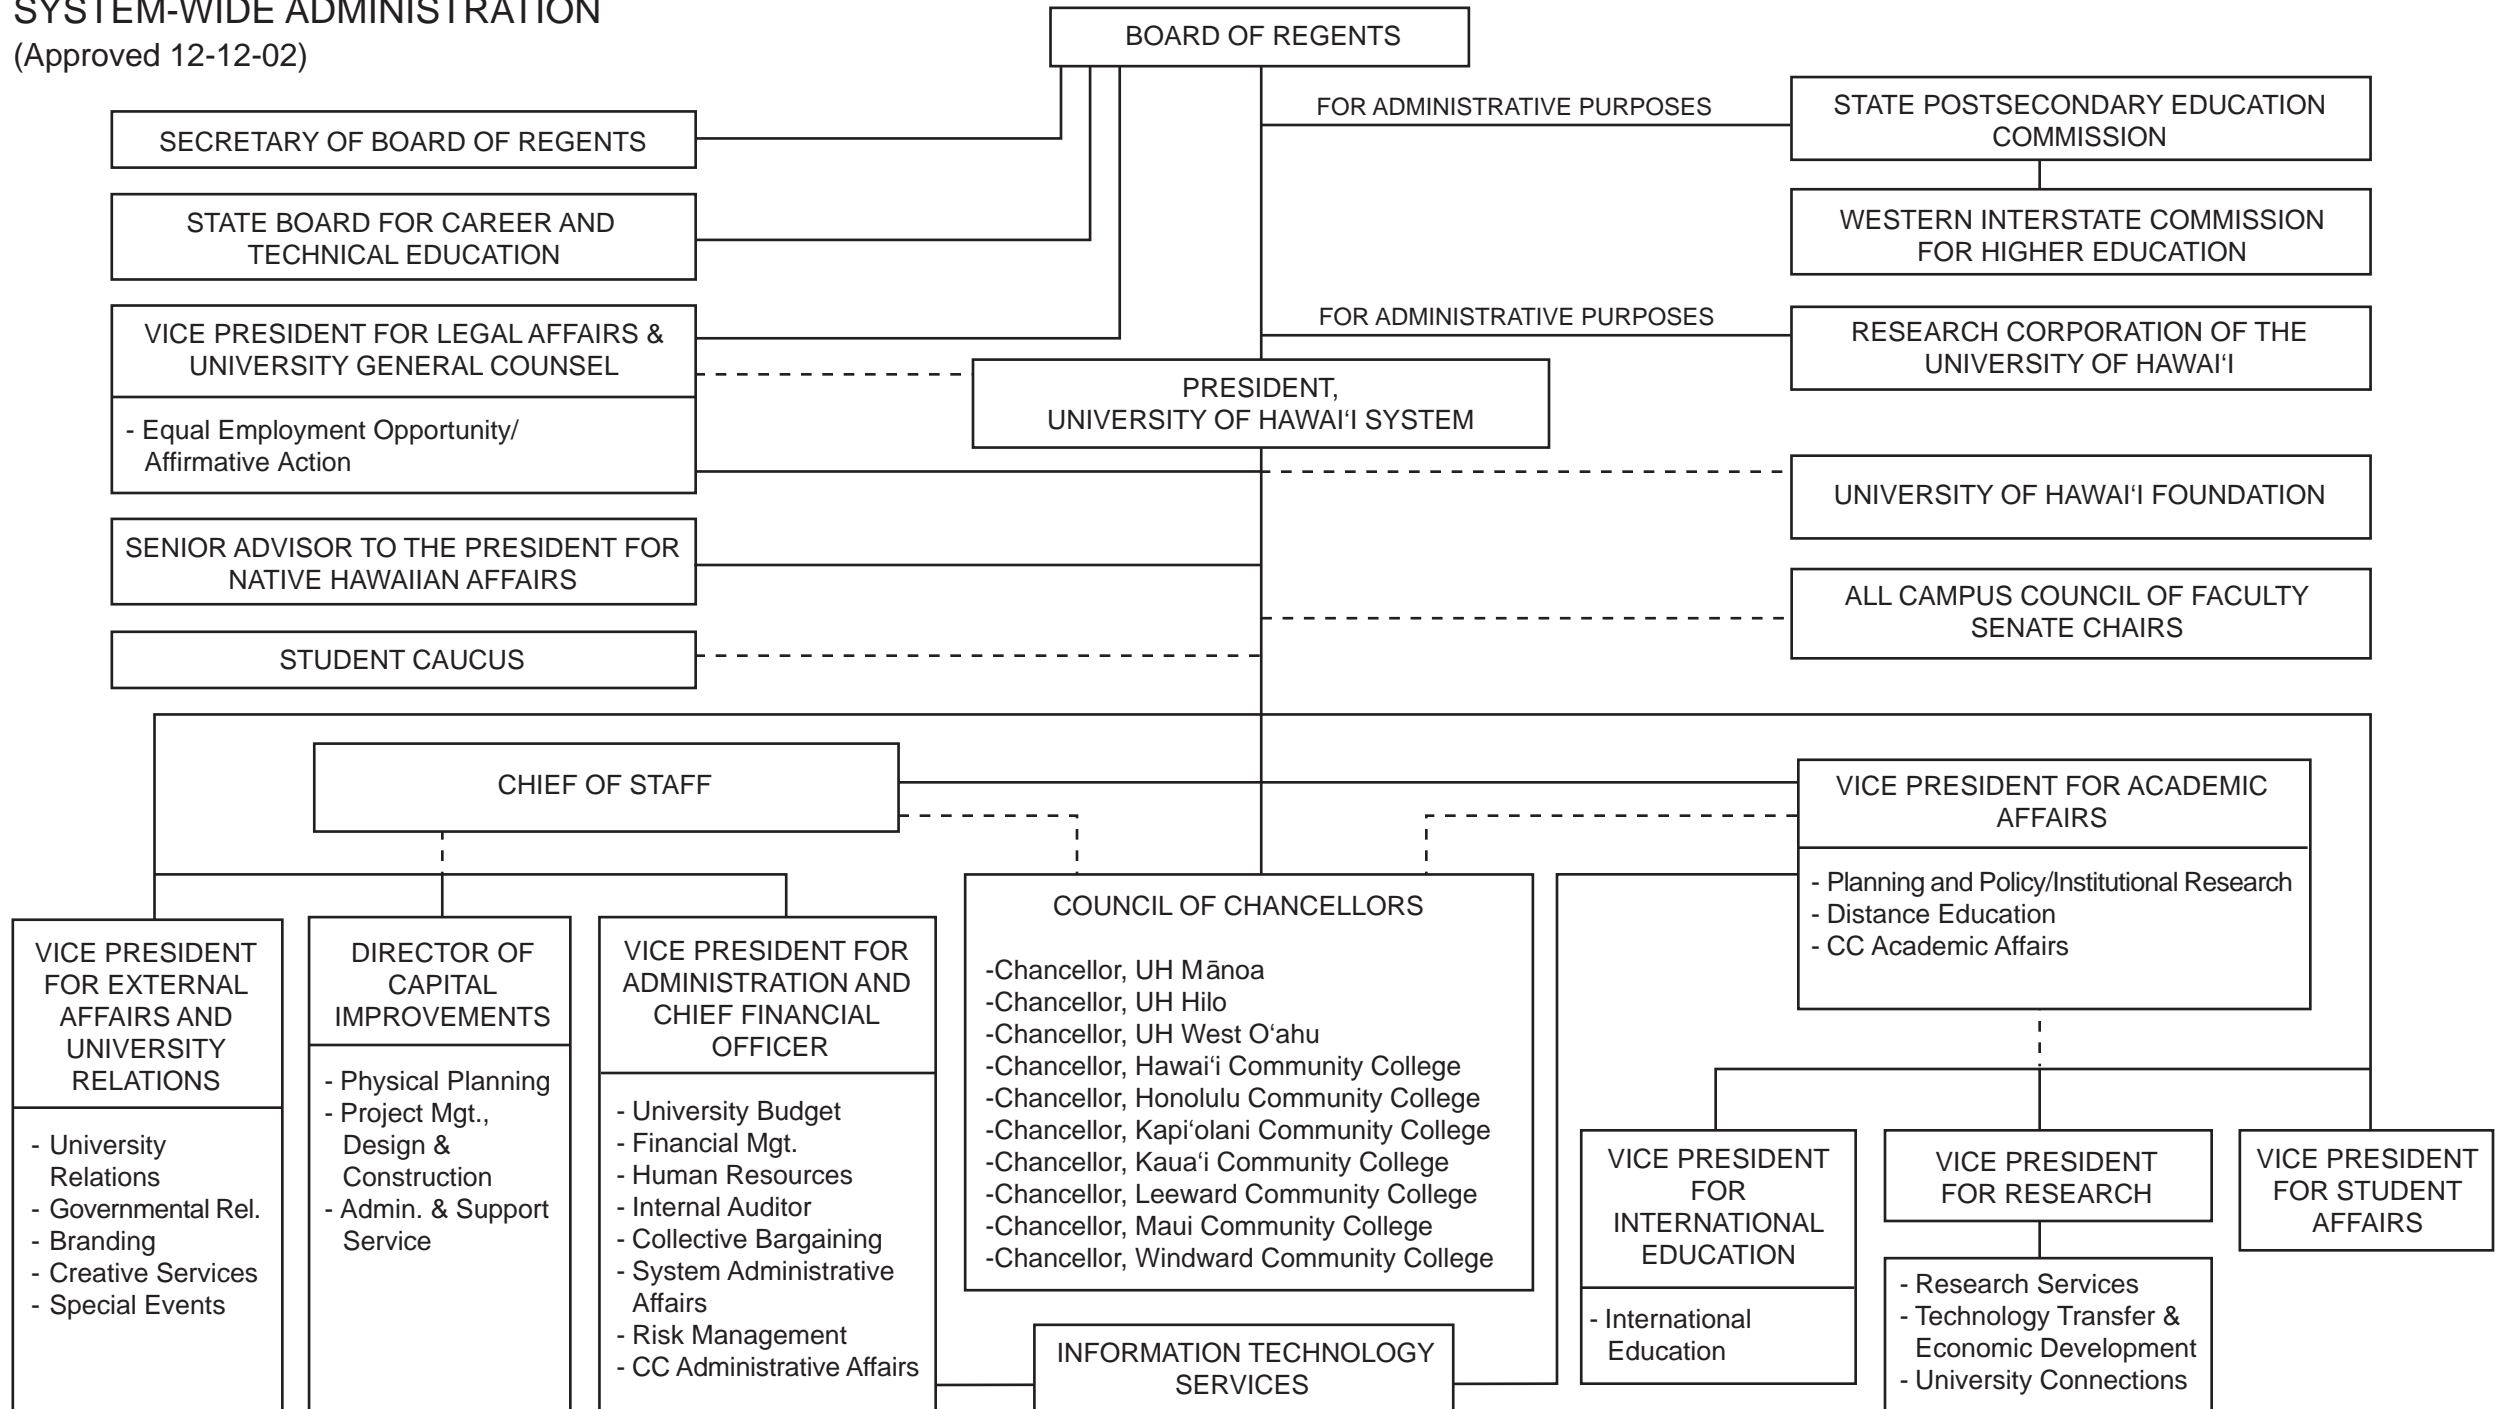 SYSTEM-WIDE ADMINISTRATION
(Approved 12-12-02)
BOARD OF REGENTS
SECRETARY OF BOARD OF REGENTS
FOR ADMINISTRATIVE PURPOSES
STATE POSTSECONDARY EDUCATION
COMMISSION
STATE BOARD FOR CAREER AND
TECHNICAL EDUCATION
WESTERN INTERSTATE COMMISSION
FOR HIGHER EDUCATION
VICE PRESIDENT FOR LEGAL AFFAIRS &
UNIVERSITY GENERAL COUNSEL
- Equal Employment Opportunity/
Affirmative Action
FOR ADMINISTRATIVE PURPOSES
RESEARCH CORPORATION OF THE
UNIVERSITY OF HAWAI‘I
PRESIDENT,
UNIVERSITY OF HAWAI‘I SYSTEM
UNIVERSITY OF HAWAI‘I FOUNDATION
SENIOR ADVISOR TO THE PRESIDENT FOR
NATIVE HAWAIIAN AFFAIRS
ALL CAMPUS COUNCIL OF FACULTY
SENATE CHAIRS
STUDENT CAUCUS
CHIEF OF STAFF
VICE PRESIDENT FOR ACADEMIC
AFFAIRS
- Planning and Policy/Institutional Research
- Distance Education
- CC Academic Affairs
VICE PRESIDENT
FOR EXTERNAL
AFFAIRS AND
UNIVERSITY
RELATIONS
- University
Relations
- Governmental Rel.
- Branding
- Creative Services
- Special Events
DIRECTOR OF
CAPITAL
IMPROVEMENTS
- Physical Planning
- Project Mgt.,
Design &
Construction
- Admin. & Support
Service
VICE PRESIDENT FOR
ADMINISTRATION AND
CHIEF FINANCIAL
OFFICER
- University Budget
- Financial Mgt.
- Human Resources
- Internal Auditor
- Collective Bargaining
- System Administrative
Affairs
- Risk Management
- CC Administrative Affairs
COUNCIL OF CHANCELLORS
-Chancellor, UH Mānoa
-Chancellor, UH Hilo
-Chancellor, UH West O‘ahu
-Chancellor, Hawai‘i Community College
-Chancellor, Honolulu Community College
-Chancellor, Kapi‘olani Community College
-Chancellor, Kaua‘i Community College
-Chancellor, Leeward Community College
-Chancellor, Maui Community College
-Chancellor, Windward Community College
INFORMATION TECHNOLOGY
SERVICES
VICE PRESIDENT
FOR
INTERNATIONAL
EDUCATION
- International
Education
VICE PRESIDENT
FOR RESEARCH
- Research Services
- Technology Transfer &
Economic Development
- University Connections
VICE PRESIDENT
FOR STUDENT
AFFAIRS